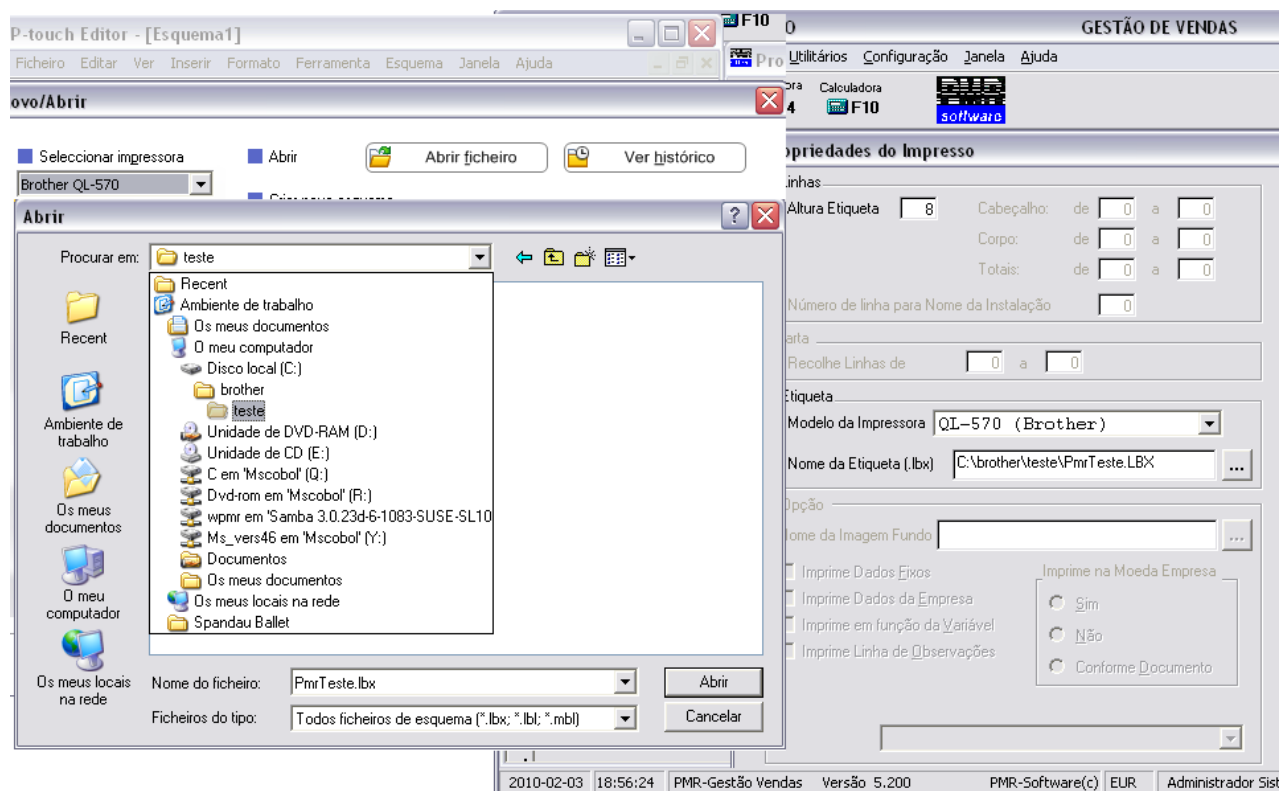 P-touch Editor - [Esquema1]
Ficheiro Editar Ver Inserir Formato Ferramenta Esquema Janela Ajuda
ovo/Abrir
Seleccionar impressora
Abrir
Abrir ficheiro
Ver histórico
Brother QL-570
Criar novo esquema
Abrir
Procurar em:
teste
Recent
Ambiente de trabalho
Os meus documentos
O meu computador
Disco local (C:)
brother
teste
Unidade de DVD-RAM (D:)
Unidade de CD (E:)
C em 'Mscobol' (Q:)
Dvd-rom em 'Mscobol' (R:)
wpmr em 'Samba 3.0.23d-6-1083-SUSE-SL10
Ms_vers46 em 'Mscobol' (Y:)
Documentos
Os meus documentos
Os meus locais na rede
Spandau Ballet
Recent
Ambiente de
trabalho
Os meus
documentos
O meu
computador
Os meus locais
na rede
Nome do ficheiro:
PmrTeste.lbx
Abrir
Ficheiros do tipo:
Todos ficheiros de esquema (*.lbx; *.lbl; *.mbl)
Cancelar
F10
O
GESTÃO DE VENDAS
Pro
Utilitários Configuração Janela Ajuda
ora
4
Calculadora
F10
PMR
software
opriedades do Impresso
inhas
Altura Etiqueta 8
Cabeçalho: de 0 a 0
Corpo: de 0 a 0
Totais: de 0 a 0
Número de linha para Nome da Instalação 0
arta
Recolhe Linhas de 0 a 0
Etiqueta
Modelo da Impressora QL-570 (Brother)
Nome da Etiqueta (.lbx) C:\brother\teste\PmrTeste.LBX ...
Opção
Nome da Imagem Fundo ...
Imprime Dados Fixos
Imprime Dados da Empresa
Imprime em função da Variável
Imprime Linha de Observações
Imprime na Moeda Empresa
Sim
Não
Conforme Documento
2010-02-03 18:56:24 PMR-Gestão Vendas Versão 5.200 PMR-Software(c) EUR Administrador Sist